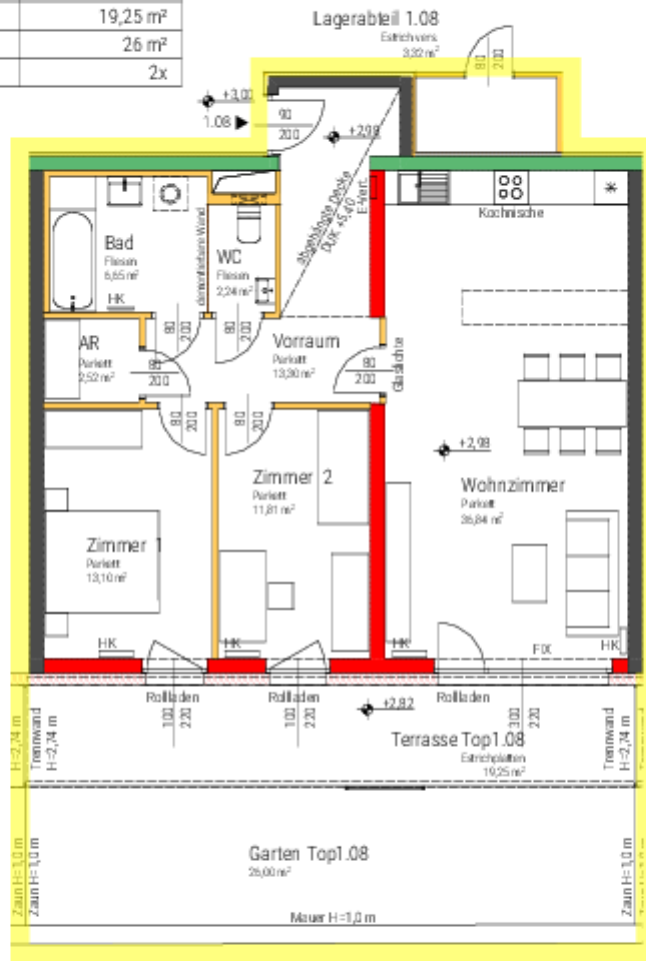 19,25 m²
26 m²
2x
Lagerabteil 1.08
Estrich vers.
3,32 m²
80
200
+3,00
1.08
90
200
+2,98
abgehängte Decke
DUK +5,40
E-Vert.
Kochnische
Bad
Fliesen
6,65 m²
HK
demontierbare Wand
WC
Fliesen
2,24 m²
80
200
80
200
AR
Parkett
2,52 m²
80
200
Vorraum
Parkett
13,30 m²
80
200
Glaslichte
80
200
80
200
+2,98
Zimmer 2
Parkett
11,81 m²
Wohnzimmer
Parkett
36,84 m²
Zimmer 1
Parkett
13,10 m²
HK
HK
HK
FIX
HK
Rollladen
Rollladen
Rollladen
100
220
100
220
300
220
+2,82
Terrasse Top1.08
Estrichplatten
19,25 m²
H=2,74 m
Trennwand
H=2,74 m
Trennwand
H=2,74 m
Garten Top1.08
26,00 m²
Zaun H=1,0 m
Zaun H=1,0 m
Zaun H=1,0 m
Mauer H=1,0 m